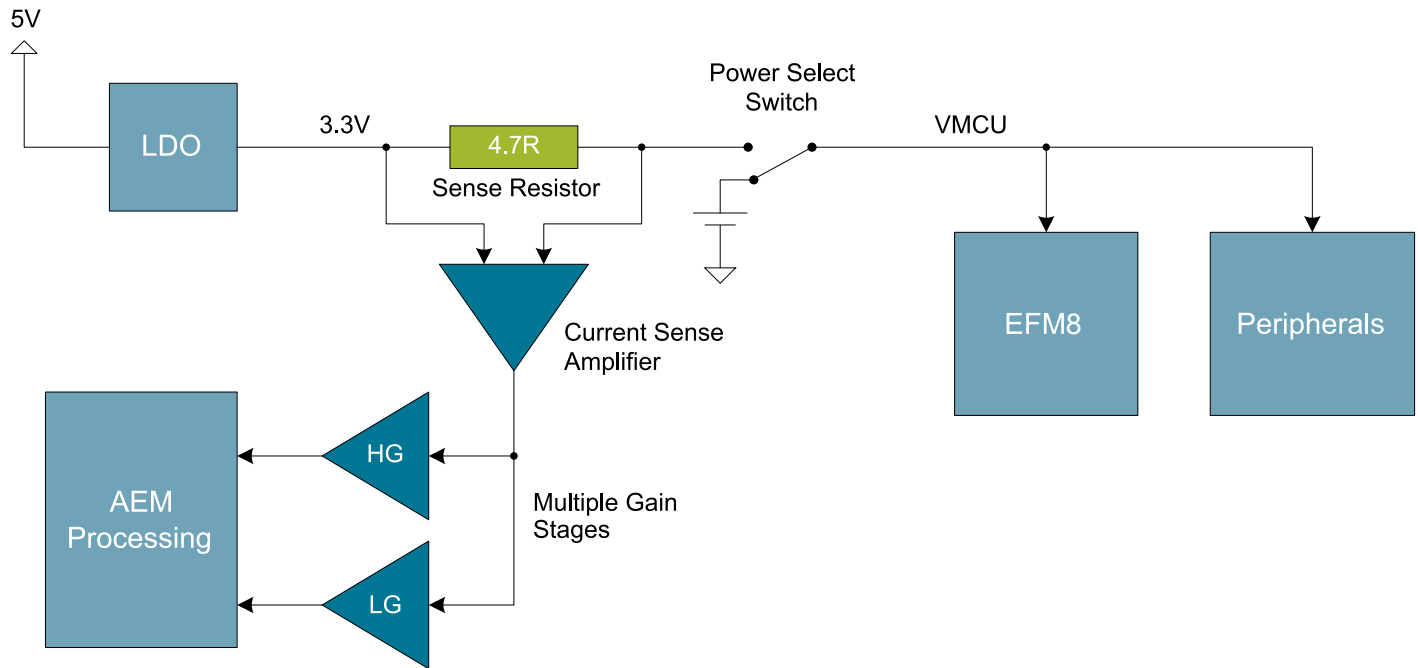 5V
LDO
3.3V
4.7R
Sense Resistor
Power Select
Switch
VMCU
EFM8
Peripherals
Current Sense
Amplifier
HG
LG
Multiple Gain
Stages
AEM
Processing